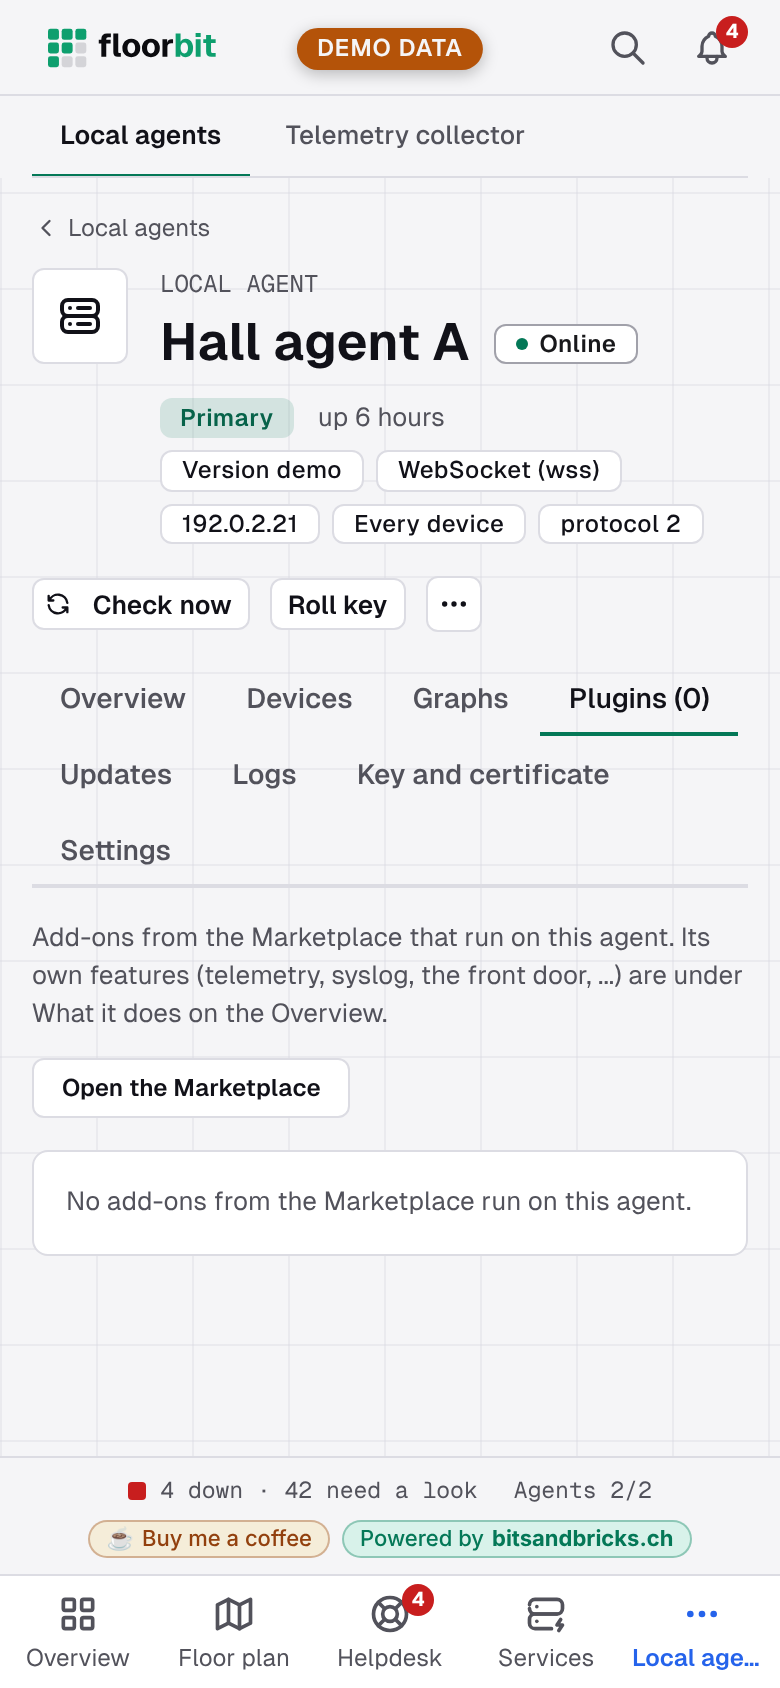 floorbit
DEMO DATA
4
Local agents
Telemetry collector
Local agents
LOCAL AGENT
Hall agent A
Online
Primary
up 6 hours
Version demo
WebSocket (wss)
192.0.2.21
Every device
protocol 2
Check now
Roll key
Overview
Devices
Graphs
Plugins (0)
Updates
Logs
Key and certificate
Settings
Add-ons from the Marketplace that run on this agent. Its
own features (telemetry, syslog, the front door, ...) are under
What it does on the Overview.
Open the Marketplace
No add-ons from the Marketplace run on this agent.
4 down · 42 need a look
Agents 2/2
Buy me a coffee
Powered by bitsandbricks.ch
4
Overview
Floor plan
Helpdesk
Services
Local age...